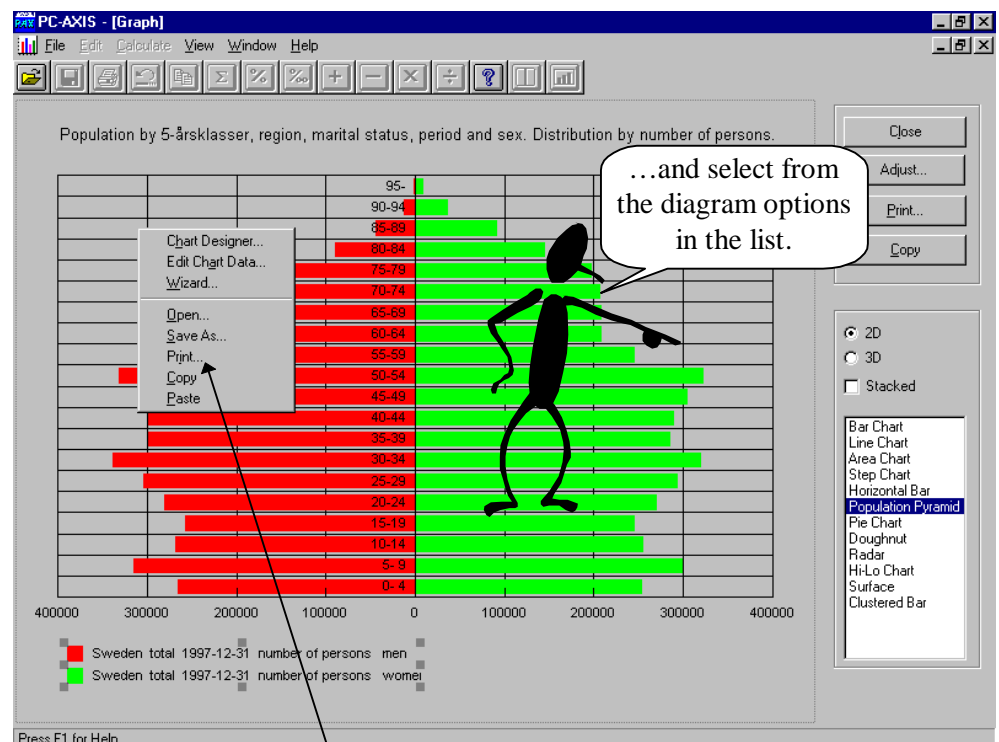 PC-AXIS - [Graph]
File Edit Calculate View Window Help
Population by 5-årsklasser, region, marital status, period and sex. Distribution by number of persons.
…and select from
the diagram options
in the list.
95-
90-94
85-89
80-84
75-79
70-74
65-69
60-64
55-59
50-54
45-49
40-44
35-39
30-34
25-29
20-24
15-19
10-14
5- 9
0- 4
400000 300000 200000 100000 0 100000 200000 300000 400000
Chart Designer...
Edit Chart Data...
Wizard...
Open...
Save As...
Print...
Copy
Paste
Sweden total 1997-12-31 number of persons men
Sweden total 1997-12-31 number of persons women
Close
Adjust...
Print...
Copy
2D
3D
Stacked
Bar Chart
Line Chart
Area Chart
Step Chart
Horizontal Bar
Population Pyramid
Pie Chart
Doughnut
Radar
Hi-Lo Chart
Surface
Clustered Bar
Press F1 for Help